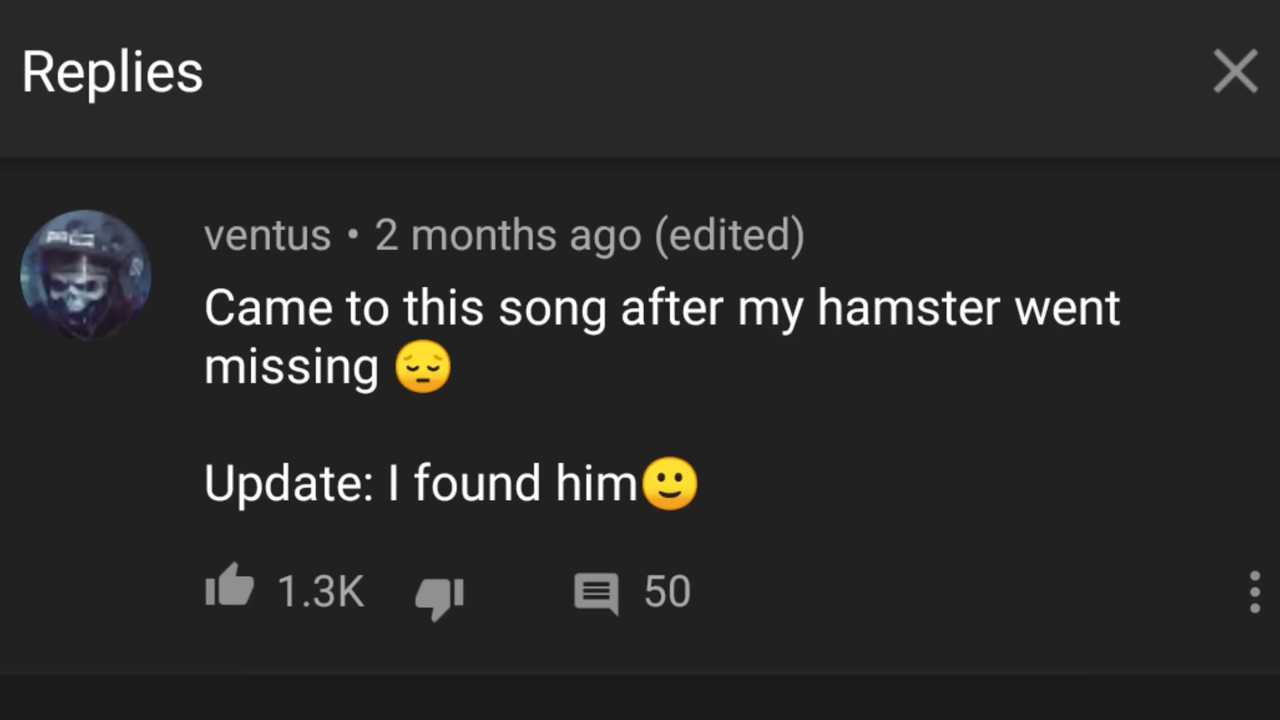 Replies
ventus • 2 months ago (edited)
Came to this song after my hamster went
missing 😔
Update: I found him🙂
1.3K 50